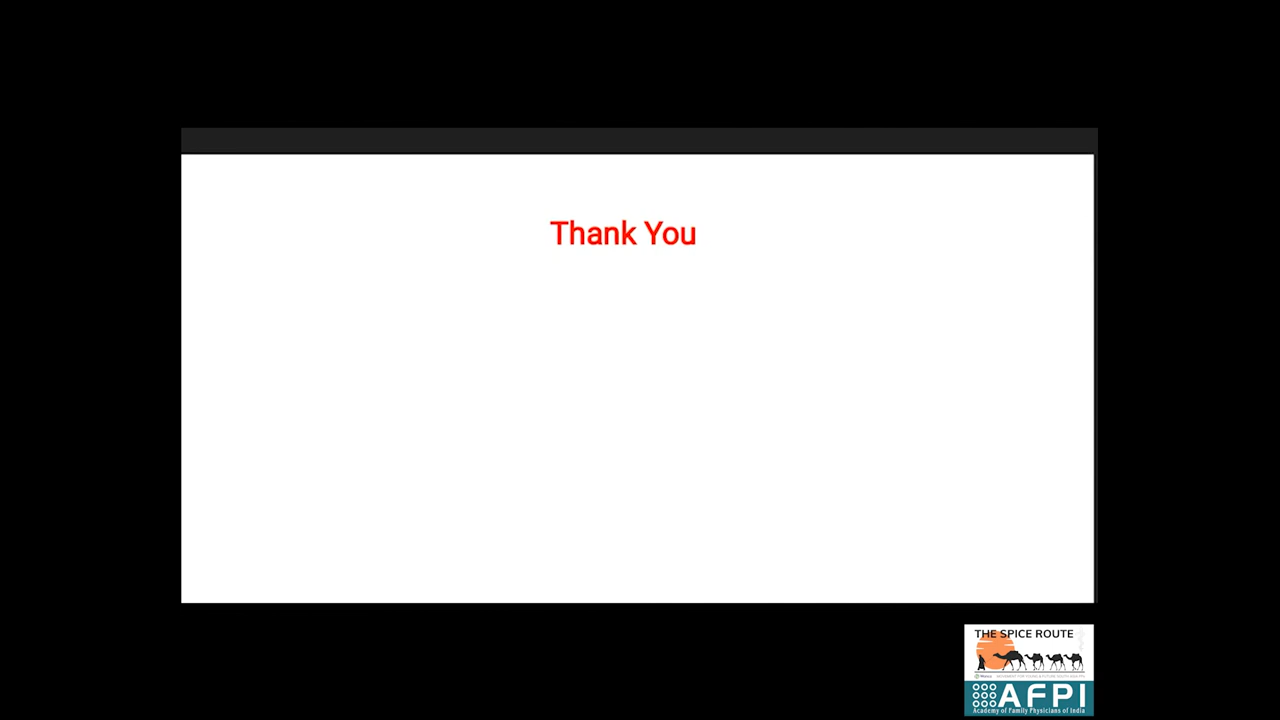 Thank You
THE SPICE ROUTE
AFPI
Academy of Family Physicians of India